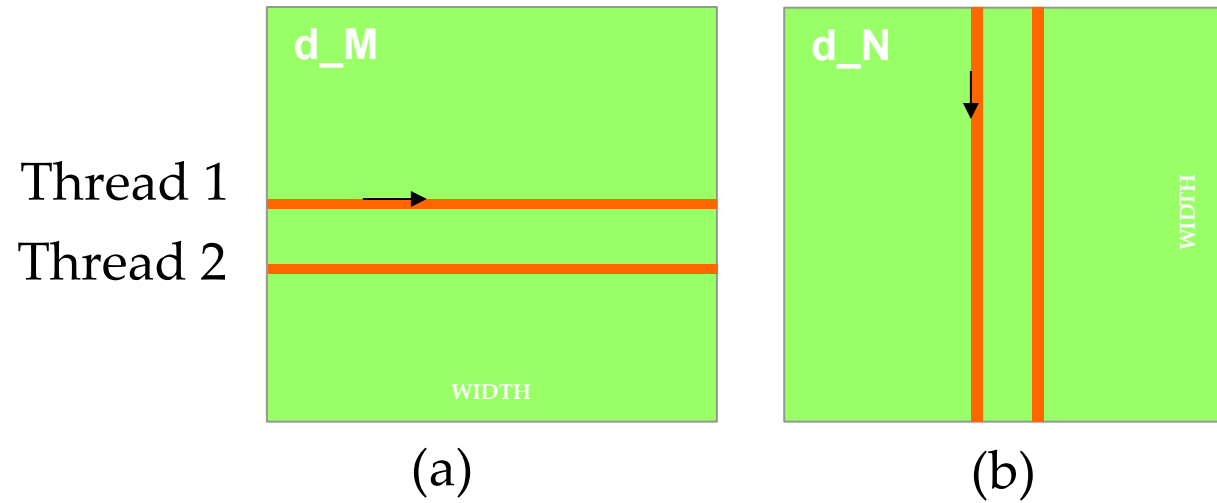 d_M
d_N
Thread 1
Thread 2
WIDTH
WIDTH
(a)
(b)